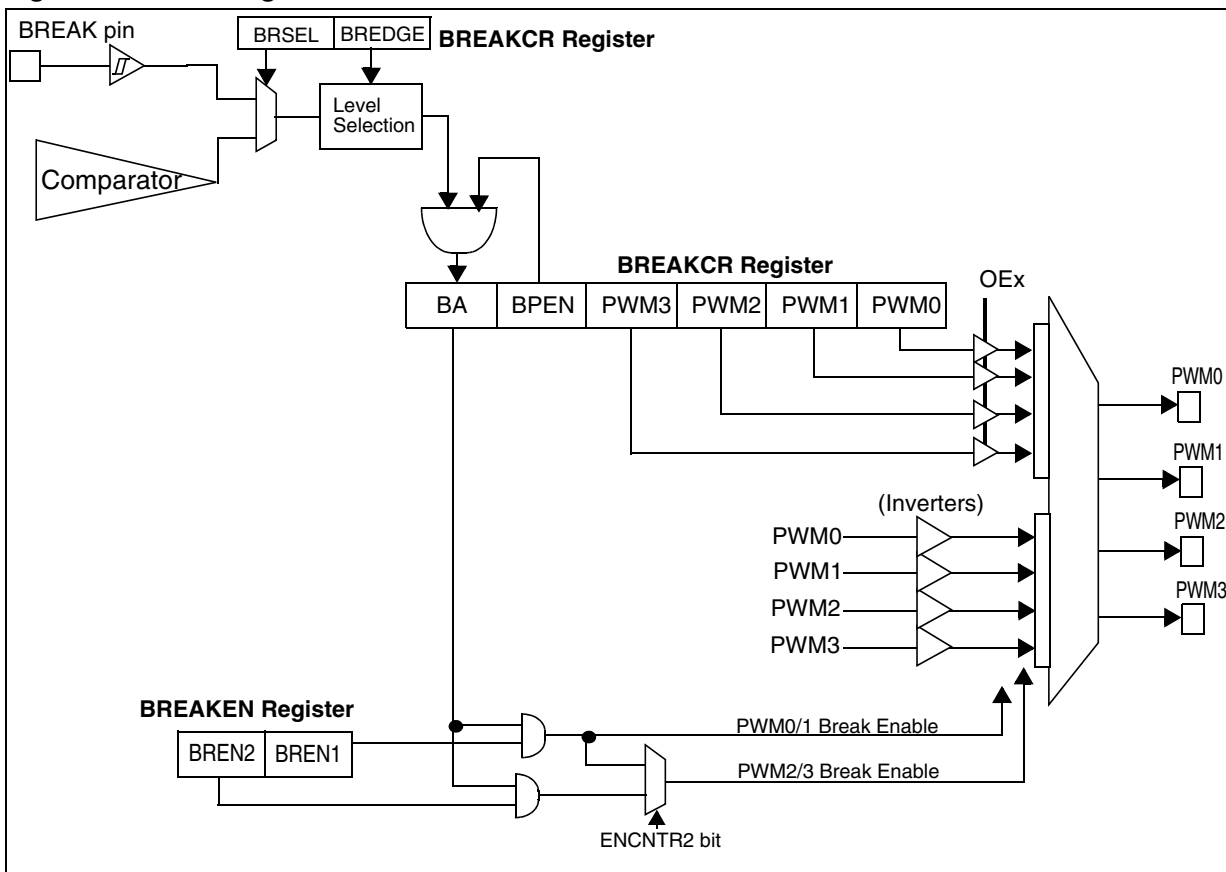 BREAK pin
BRSEL BREDGE BREAKCR Register
Level
Selection
Comparator
BREAKCR Register
OEx
BA BPEN PWM3 PWM2 PWM1 PWM0
PWM0
PWM1
PWM2
PWM3
(Inverters)
PWM0
PWM1
PWM2
PWM3
BREAKEN Register
BREN2 BREN1
PWM0/1 Break Enable
PWM2/3 Break Enable
ENCNTR2 bit